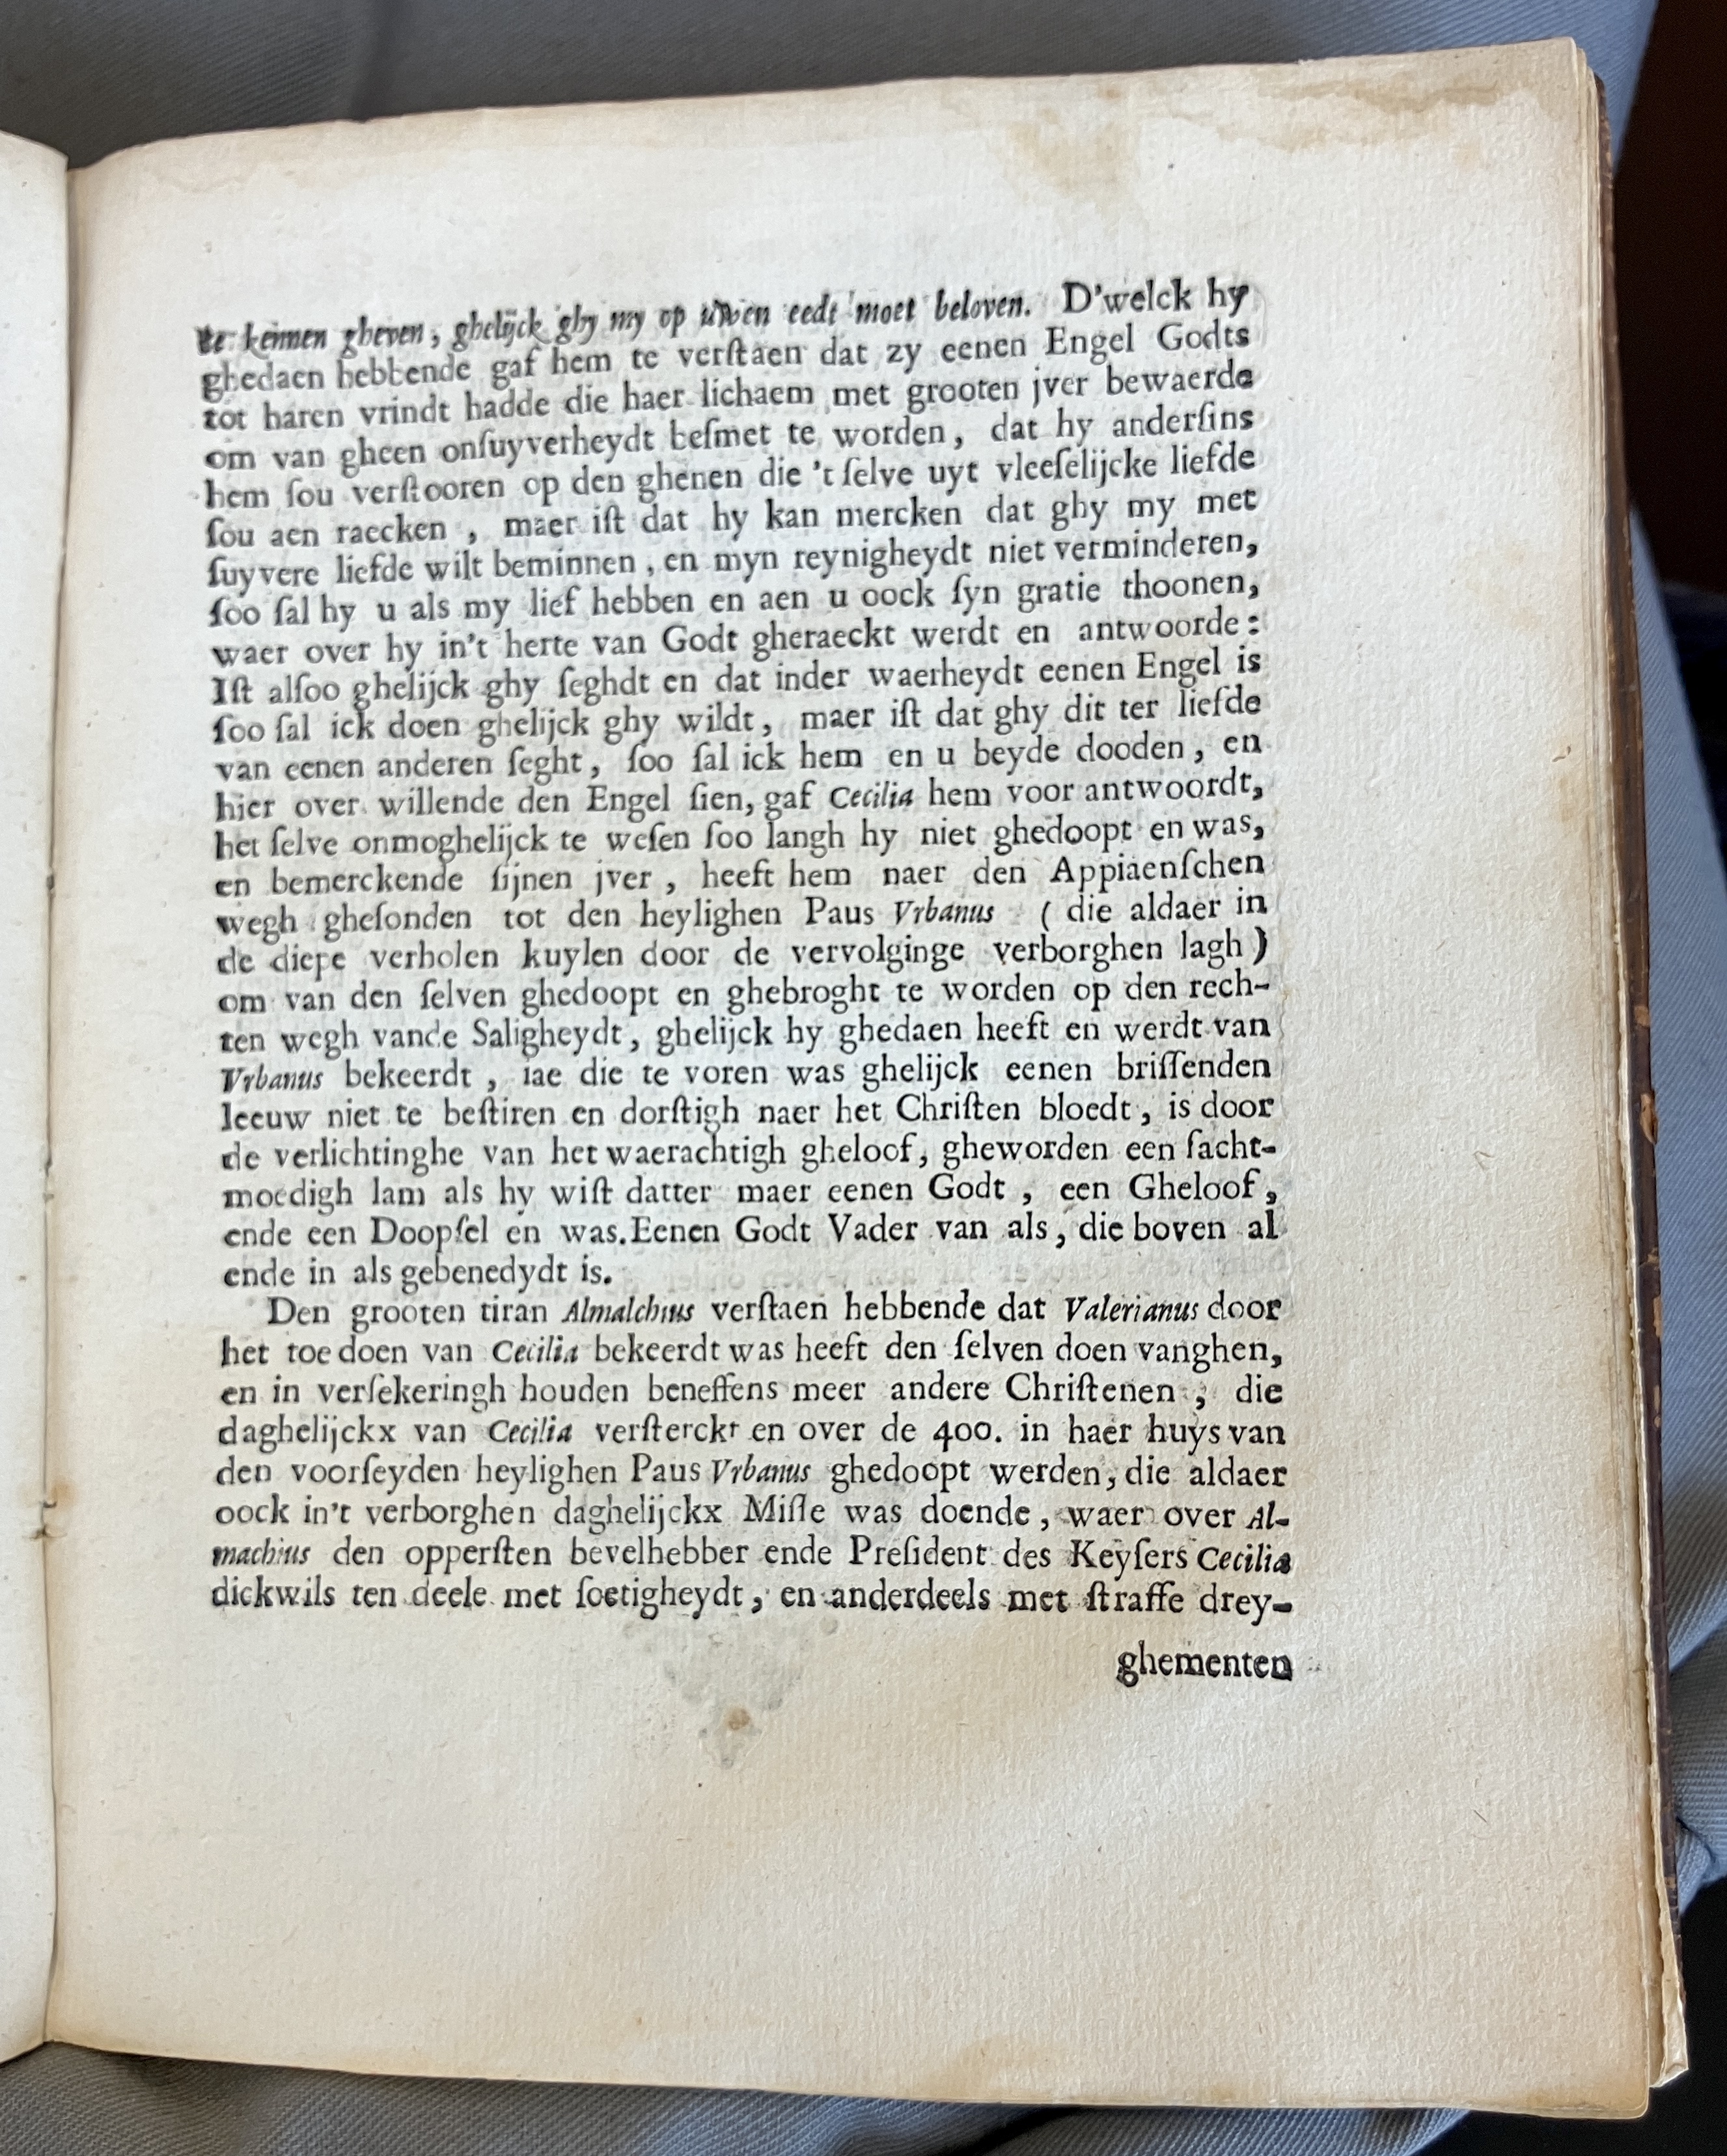 te kennen gheven, ghelijck ghy my op uwen eedt moet beloven. D'welck hy
ghedaen hebbende gaf hem te verſtaen dat zy eenen Engel Godts
tot haren vrindt hadde die haer lichaem met grooten jver bewaerde
om van gheen onſuyverheydt beſmet te worden, dat hy anderſins
hem ſou verſtooren op den ghenen die 't ſelve uyt vleeſelijcke liefde
ſou aen raecken, maer iſt dat hy kan mercken dat ghy my met
ſuyvere liefde wilt beminnen, en myn reynigheydt niet verminderen,
ſoo ſal hy u als my lief hebben en aen u oock ſyn gratie thoonen,
waer over hy in't herte van Godt gheraeckt werdt en antwoorde:
Iſt alſoo ghelijck ghy ſeghdt en dat inder waerheydt eenen Engel is
ſoo ſal ick doen ghelijck ghy wildt, maer iſt dat ghy dit ter liefde
van eenen anderen ſeght, ſoo ſal ick hem en u beyde dooden, en
hier over willende den Engel ſien, gaf Cecilia hem voor antwoordt,
het ſelve onmoghelijck te weſen ſoo langh hy niet ghedoopt en was,
en bemerckende ſijnen jver, heeft hem naer den Appiaenſchen
wegh gheſonden tot den heylighen Paus Vrbanus (die aldaer in
de diepe verholen kuylen door de vervolginge verborghen lagh)
om van den ſelven ghedoopt en ghebroght te worden op den rech-
ten wegh vande Saligheydt, ghelijck hy ghedaen heeft en werdt van
Vrbanus bekeerdt, iae die te voren was ghelijck eenen briſſenden
leeuw niet te beſtiren en dorſtigh naer het Chriſten bloedt, is door
de verlichtinghe van het waerachtigh gheloof, gheworden een ſacht-
moedigh lam als hy wiſt datter maer eenen Godt, een Gheloof,
ende een Doopſel en was. Eenen Godt Vader van als, die boven al
ende in als gebenedydt is.
Den grooten tiran Almalchius verſtaen hebbende dat Valerianus door
het toe doen van Cecilia bekeerdt was heeft den ſelven doen vanghen,
en in verſekeringh houden beneffens meer andere Chriſtenen, die
daghelijckx van Cecilia verſterckt en over de 400. in haer huys van
den voorſeyden heylighen Paus Vrbanus ghedoopt werden, die aldaer
oock in't verborghen daghelijckx Miſſe was doende, waer over Al-
machius den opperſten bevelhebber ende Preſident des Keyſers Cecilia
dickwils ten deele met ſoetigheydt, en anderdeels met ſtraffe drey-
ghementen